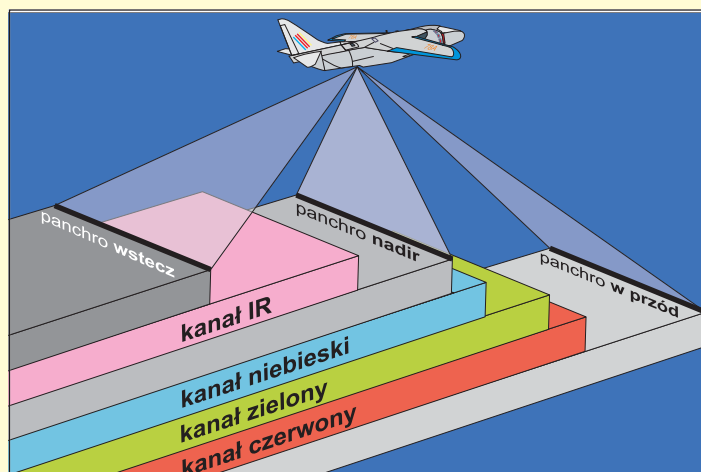 panchro wstecz
panchro nadir
panchro w przód
kanał IR
kanał niebieski
kanał zielony
kanał czerwony